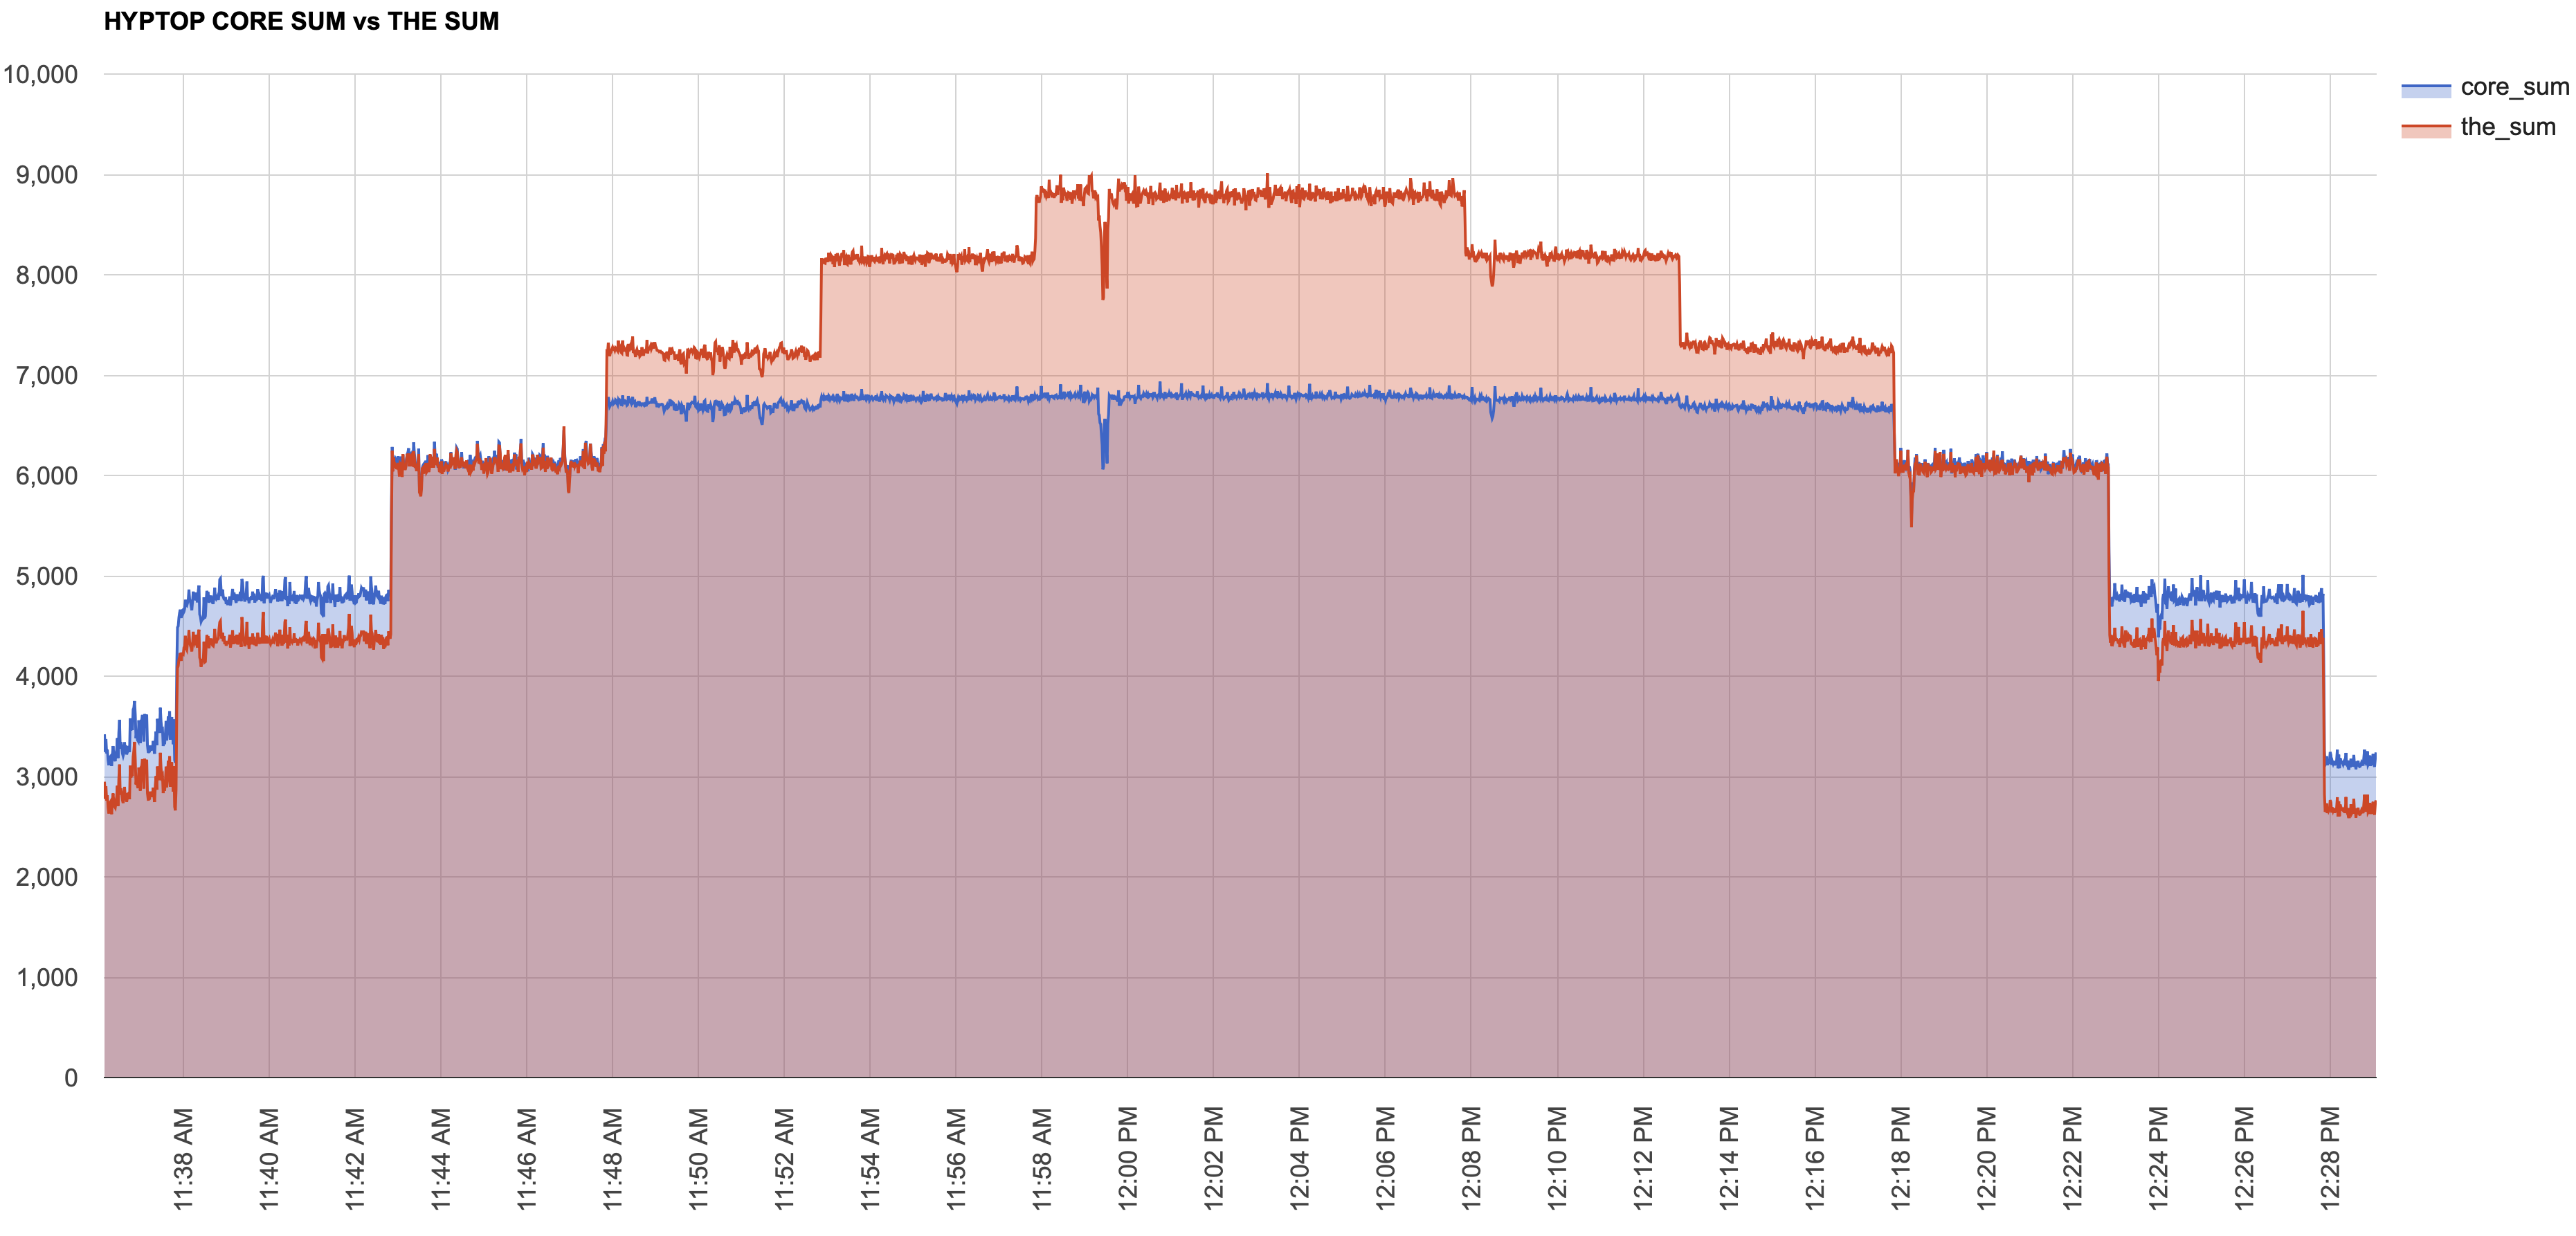 HYPTOP CORE SUM vs THE SUM
10,000
9,000
8,000
7,000
6,000
5,000
4,000
3,000
2,000
1,000
0
core_sum
the_sum
11:38 AM
11:40 AM
11:42 AM
11:44 AM
11:46 AM
11:48 AM
11:50 AM
11:52 AM
11:54 AM
11:56 AM
11:58 AM
12:00 PM
12:02 PM
12:04 PM
12:06 PM
12:08 PM
12:10 PM
12:12 PM
12:14 PM
12:16 PM
12:18 PM
12:20 PM
12:22 PM
12:24 PM
12:26 PM
12:28 PM